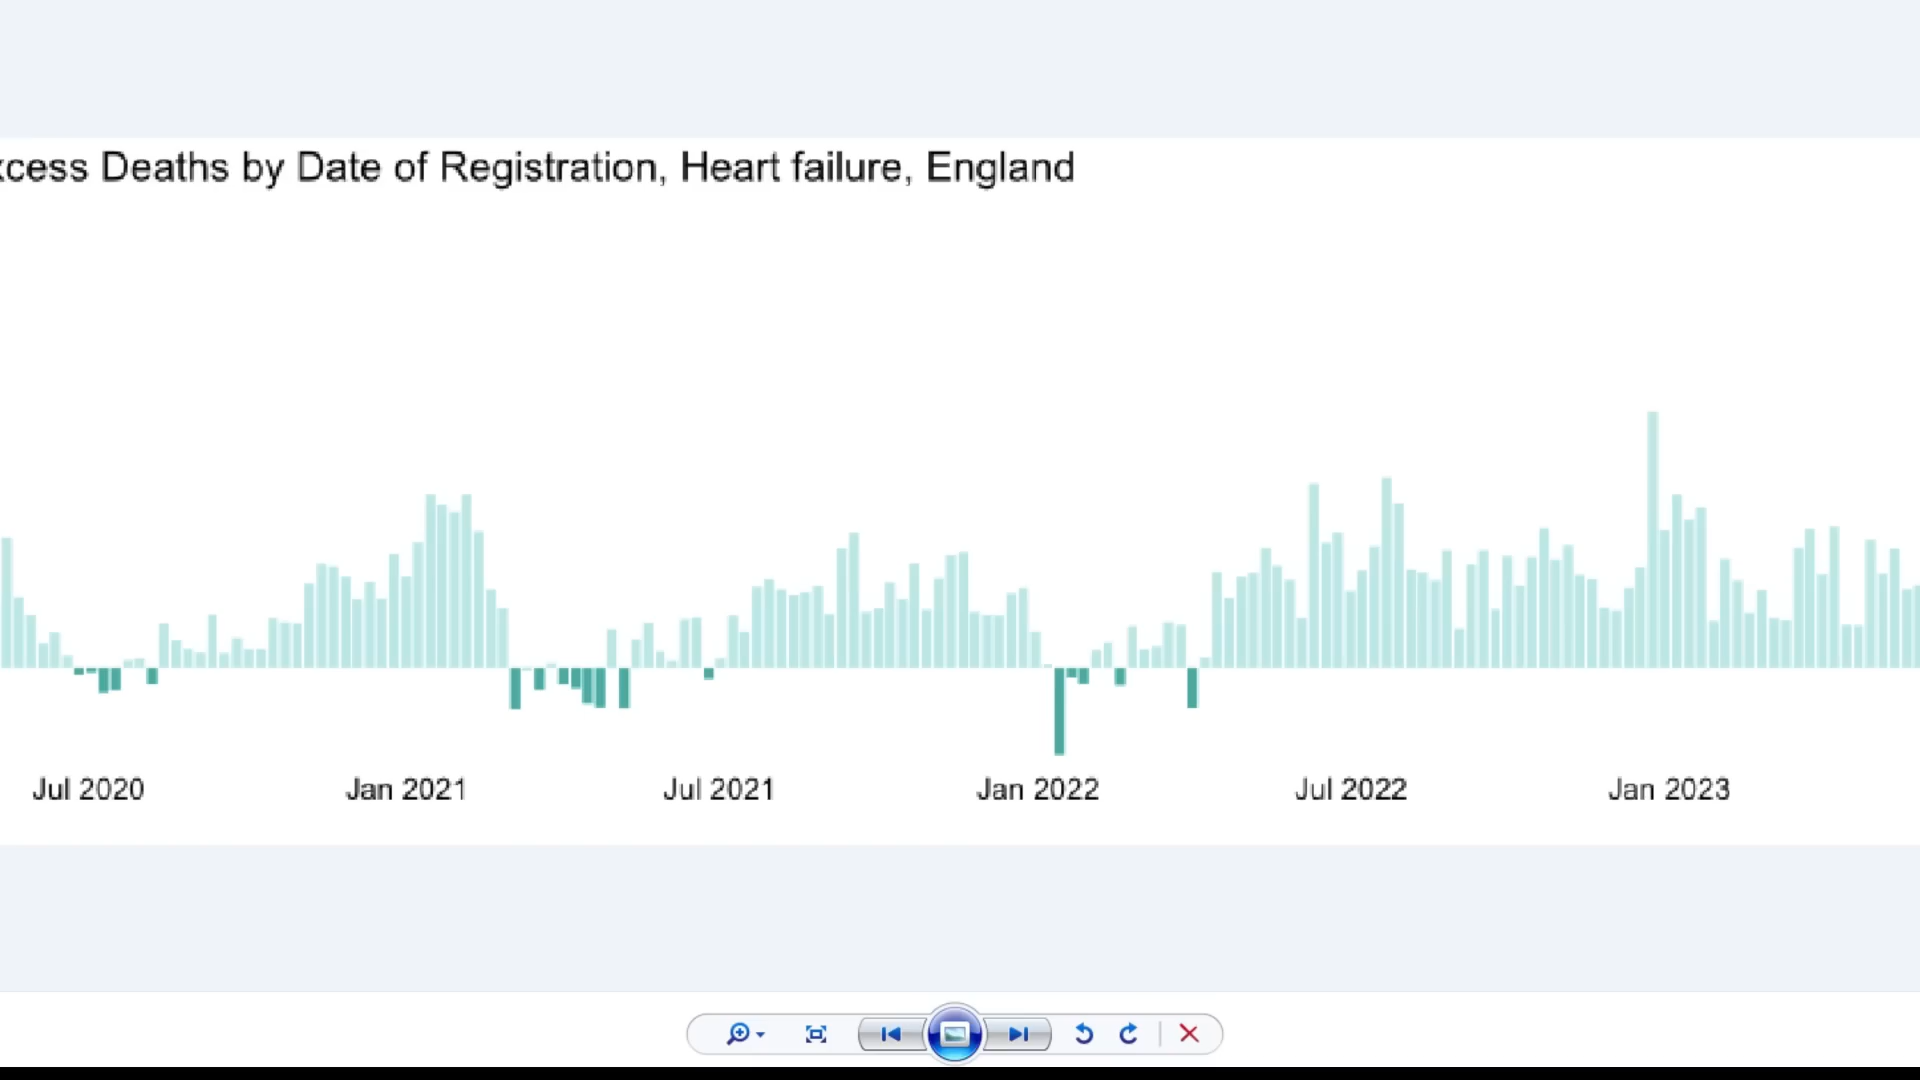 xcess Deaths by Date of Registration, Heart failure, England
Jul 2020
Jan 2021
Jul 2021
Jan 2022
Jul 2022
Jan 2023